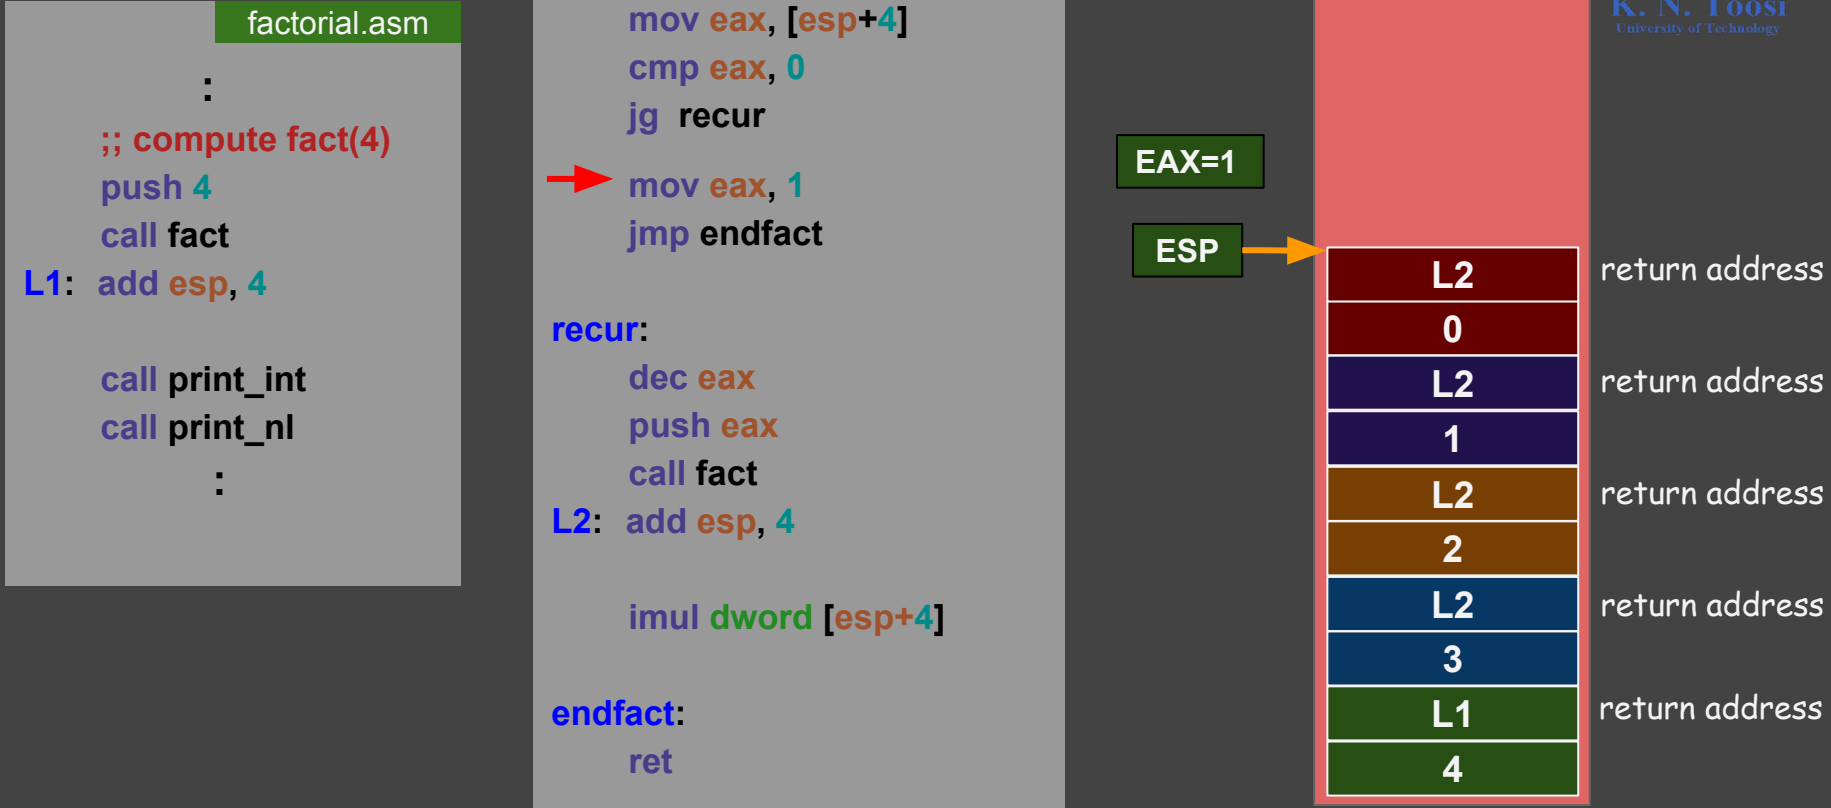 factorial.asm
:
;; compute fact(4)
push 4
call fact
L1: add esp, 4
call print_int
call print_nl
:
mov eax, [esp+4]
cmp eax, 0
jg recur
mov eax, 1
jmp endfact
recur:
dec eax
push eax
call fact
L2: add esp, 4
imul dword [esp+4]
endfact:
ret
EAX=1
ESP
K. N. Toosi
University of Technology
L2 return address
0
L2 return address
1
L2 return address
2
L2 return address
3
L1 return address
4